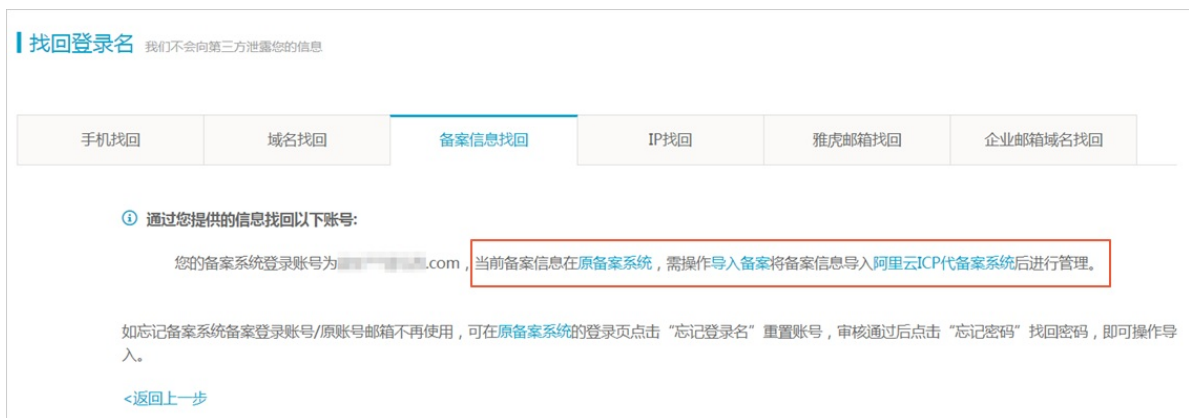 找回登录名 我们不会向第三方泄露您的信息
手机找回 域名找回 备案信息找回 IP找回 雅虎邮箱找回 企业邮箱域名找回
通过您提供的信息找回以下账号:
您的备案系统登录账号为 .com，当前备案信息在原备案系统，需操作导入备案将备案信息导入阿里云ICP代备案系统后进行管理。
如忘记备案系统备案登录账号/原账号邮箱不再使用，可在原备案系统的登录页点击“忘记登录名”重置账号，审核通过后点击“忘记密码”找回密码，即可操作导
入。
<返回上一步